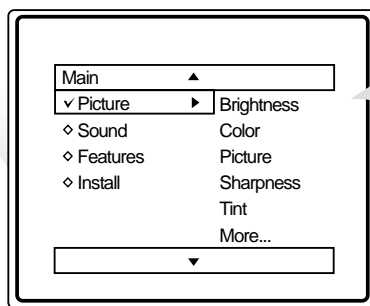 Main
Picture Brightness
Sound Color
Features Picture
Install Sharpness
Tint
More...